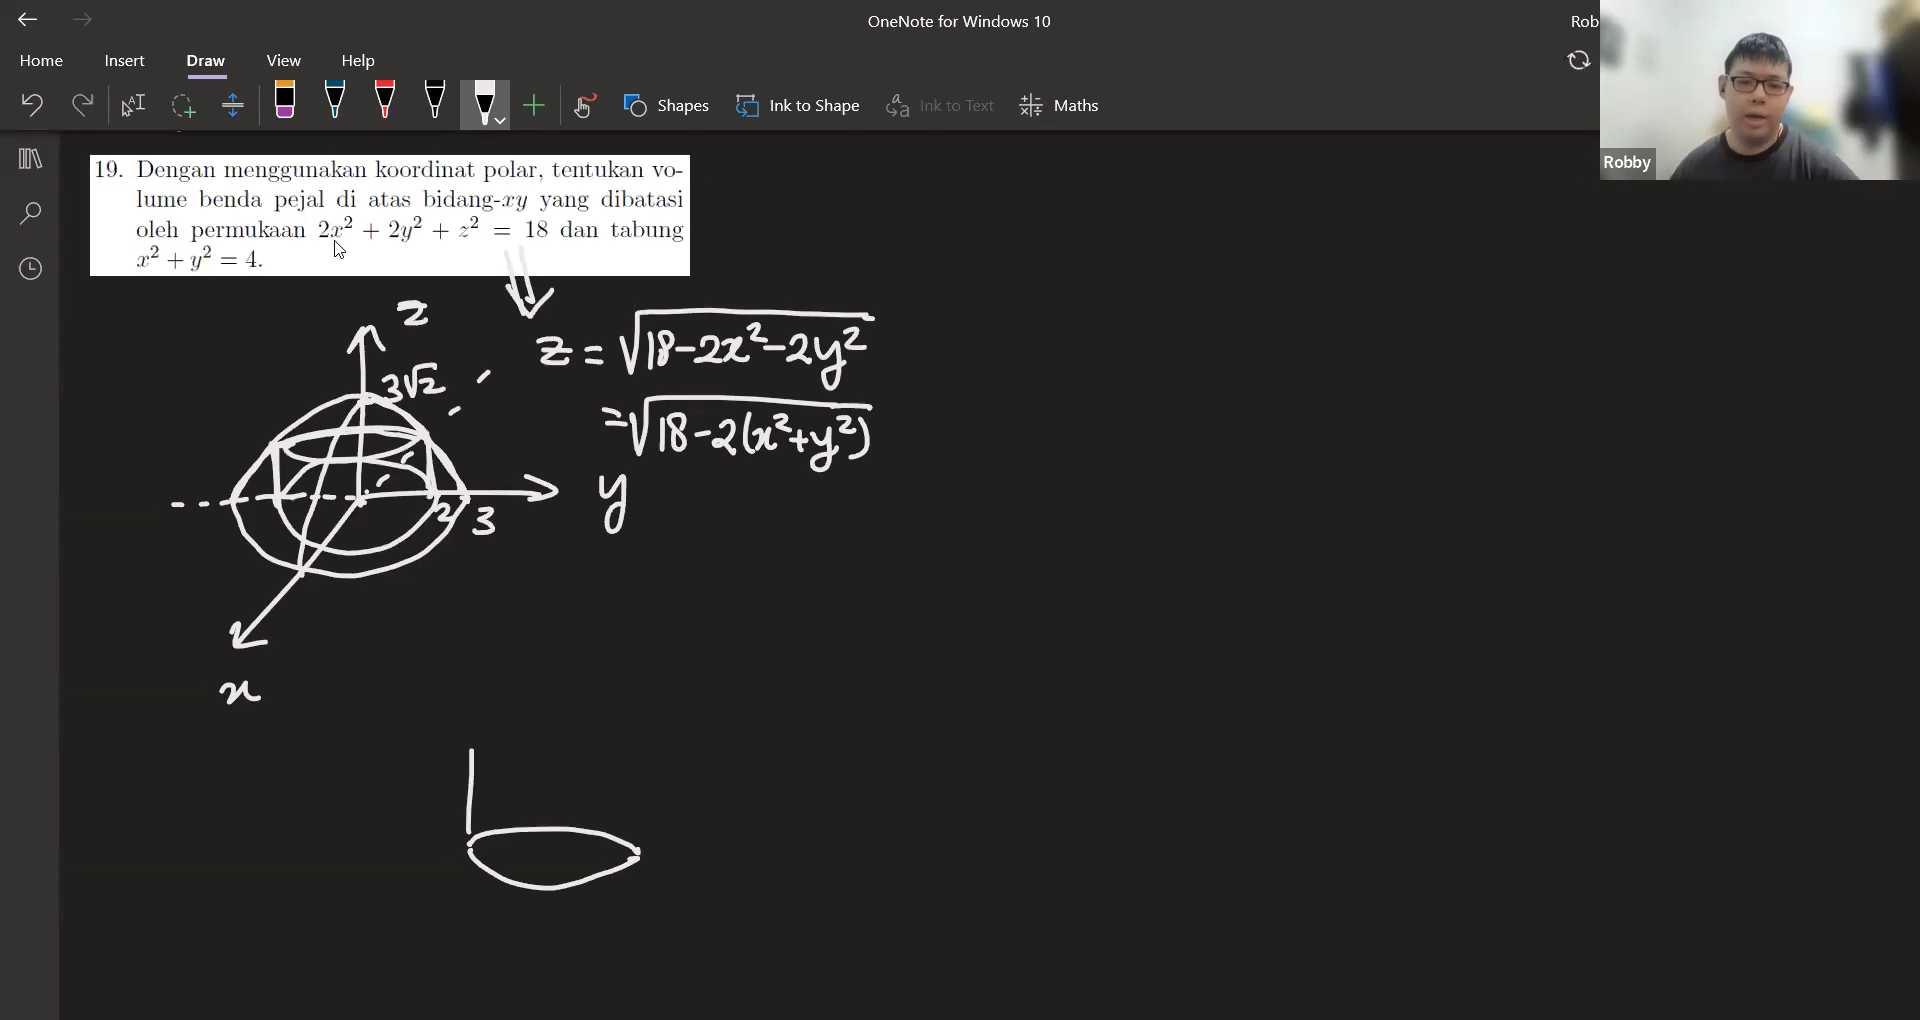 OneNote for Windows 10
Rob
Home Insert Draw View Help
Shapes Ink to Shape Ink to Text Maths
Robby
19. Dengan menggunakan koordinat polar, tentukan vo-
lume benda pejal di atas bidang-xy yang dibatasi
oleh permukaan 2x² + 2y² + z² = 18 dan tabung
x² + y² = 4.
z
z = √18-2x²-2y²
3√2
=√18-2(x²+y²)
y
2 3
x